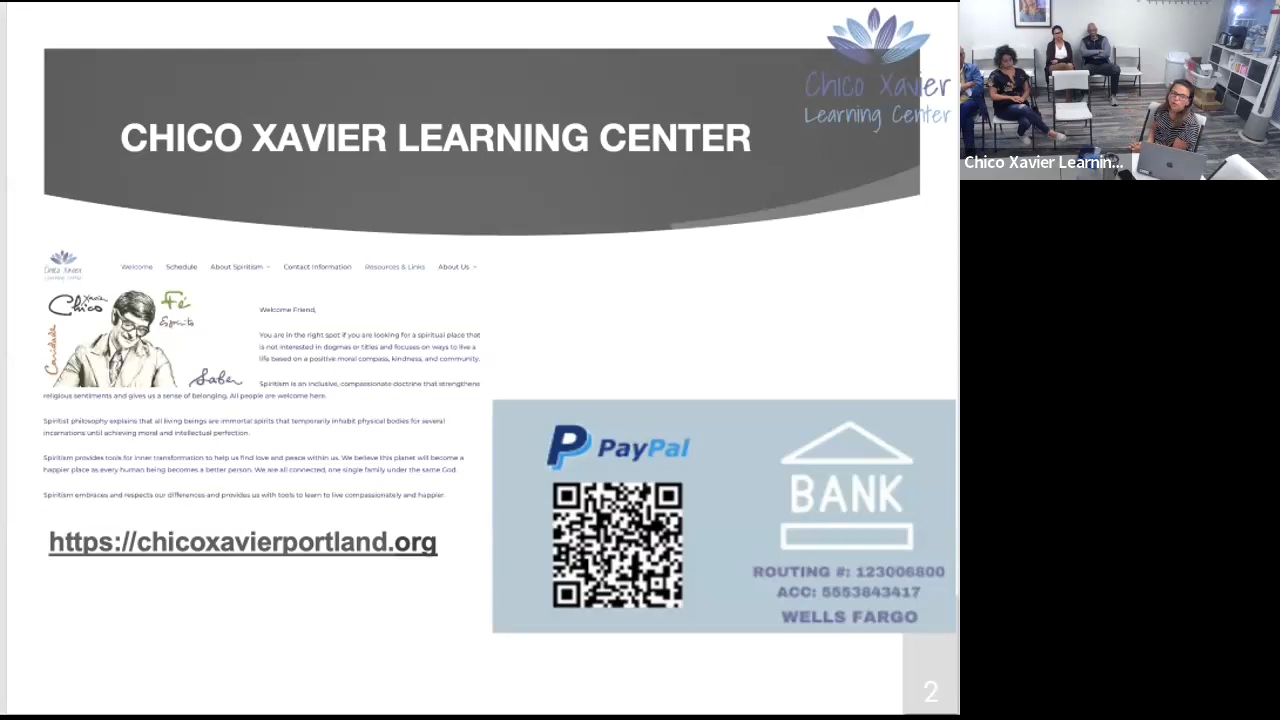 Chico Xavier
Learning Center
CHICO XAVIER LEARNING CENTER
Chico Xavier
Learning Center
Welcome Schedule About Spiritism Contact Information Resources & Links About Us
Chico
Xavier
Fé
Espírito
Caridade
Saber
Welcome Friend,
You are in the right spot if you are looking for a spiritual place that
is not interested in dogmas or titles and focuses on ways to live a
life based on a positive moral compass, kindness, and community.
Spiritism is an inclusive, compassionate doctrine that strengthens
religious sentiments and gives us a sense of belonging. All people are welcome here.
Spiritist philosophy explains that all living beings are immortal spirits that temporarily inhabit physical bodies for several
incarnations until achieving moral and intellectual perfection.
Spiritism provides tools for inner transformation to help us find love and peace within us. We believe this planet will become a
happier place as every human being becomes a better person. We are all connected, one single family under the same God.
Spiritism embraces and respects our differences and provides us with tools to learn to live compassionately and happier.
https://chicoxavierportland.org
PayPal
BANK
ROUTING #: 123006800
ACC: 5553843417
WELLS FARGO
2
Chico Xavier Learnin...